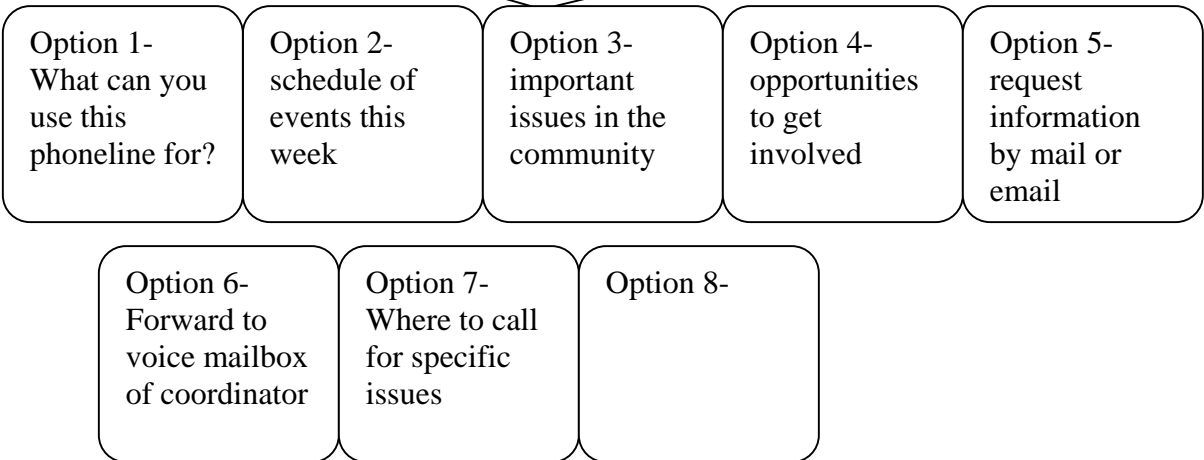 Option 1-
What can you
use this
phoneline for?
Option 2-
schedule of
events this
week
Option 3-
important
issues in the
community
Option 4-
opportunities
to get
involved
Option 5-
request
information
by mail or
email
Option 6-
Forward to
voice mailbox
of coordinator
Option 7-
Where to call
for specific
issues
Option 8-